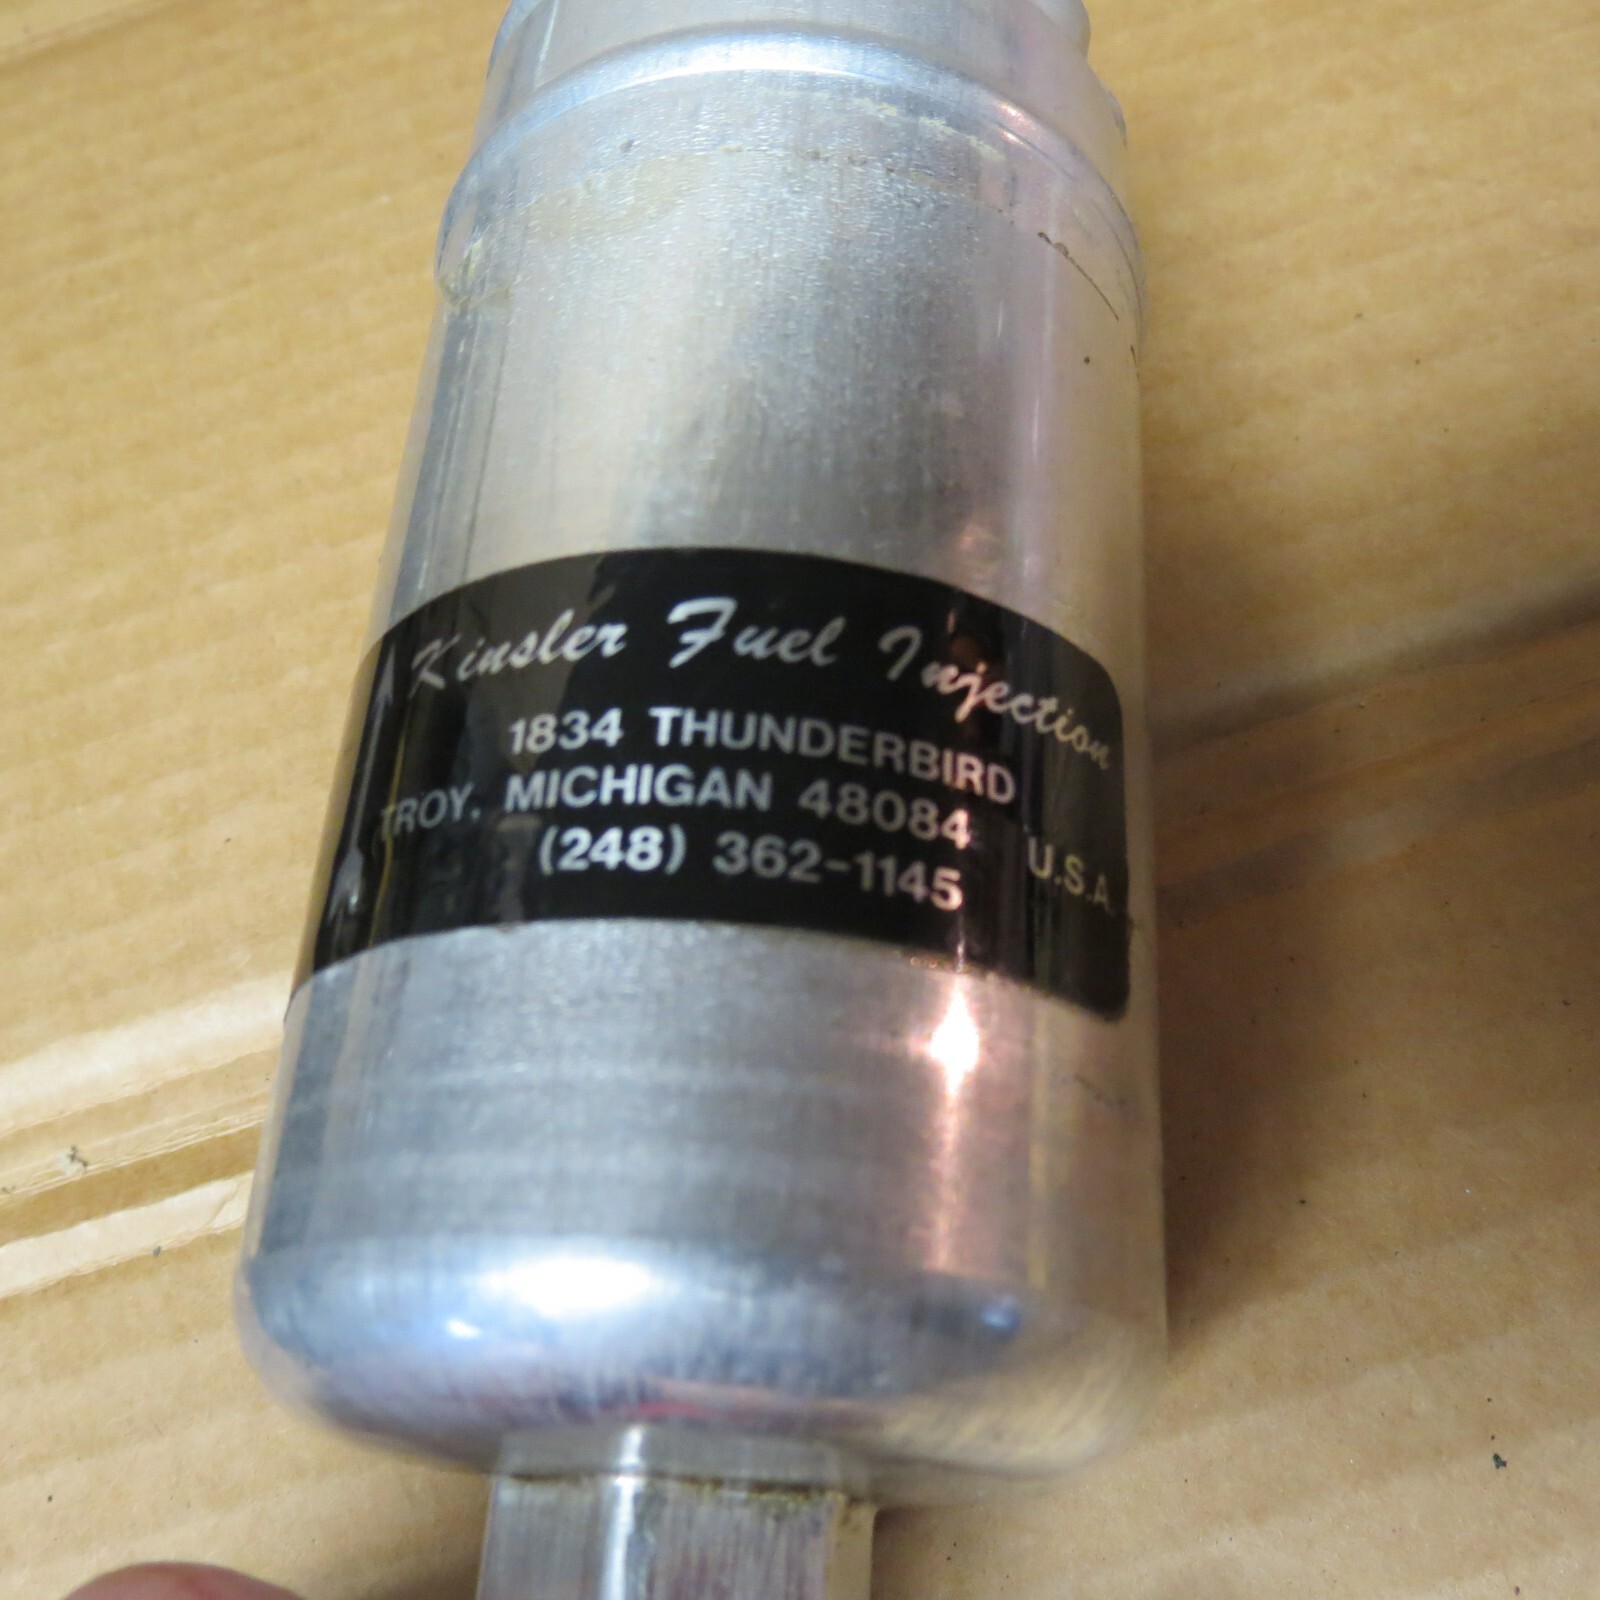 Kinsler Fuel Injection
1834 THUNDERBIRD
TROY, MICHIGAN 48084 U.S.A.
(248) 362-1145